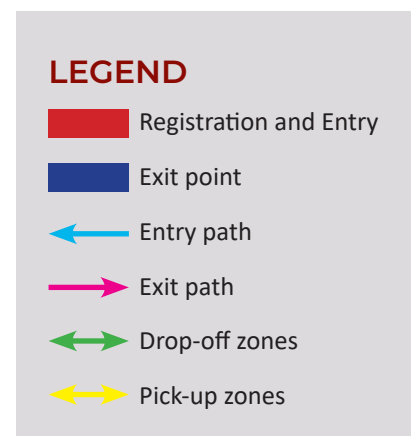 LEGEND
Registration and Entry
Exit point
Entry path
Exit path
Drop-off zones
Pick-up zones